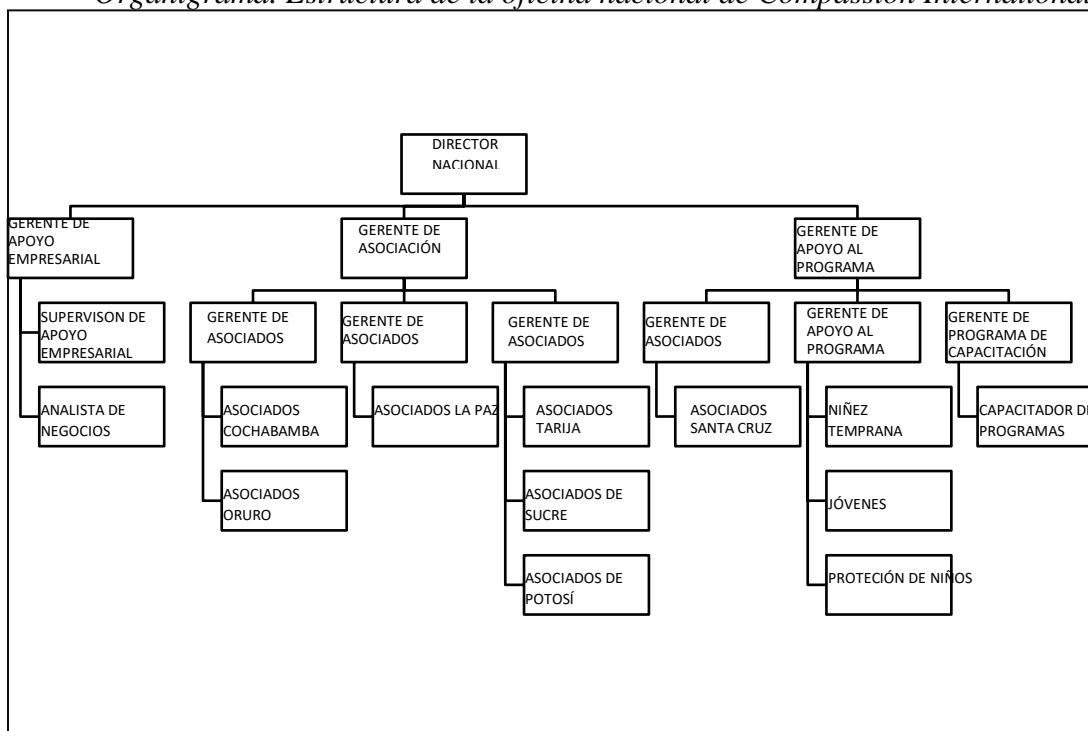 Organigrama. Estructura de la oficina nacional de Compassion International
DIRECTOR
NACIONAL
GERENTE DE
APOYO
EMPRESARIAL
GERENTE DE
ASOCIACIÓN
GERENTE DE
APOYO AL
PROGRAMA
SUPERVISON DE
APOYO
EMPRESARIAL
GERENTE DE
ASOCIADOS
GERENTE DE
ASOCIADOS
GERENTE DE
ASOCIADOS
GERENTE DE
ASOCIADOS
GERENTE DE
APOYO AL
PROGRAMA
GERENTE DE
PROGRAMA DE
CAPACITACIÓN
ANALISTA DE
NEGOCIOS
ASOCIADOS
COCHABAMBA
ASOCIADOS LA PAZ
ASOCIADOS
TARIJA
ASOCIADOS
SANTA CRUZ
NIÑEZ
TEMPRANA
CAPACITADOR DE
PROGRAMAS
ASOCIADOS
ORURO
ASOCIADOS DE
SUCRE
JÓVENES
ASOCIADOS DE
POTOSÍ
PROTECIÓN DE NIÑOS